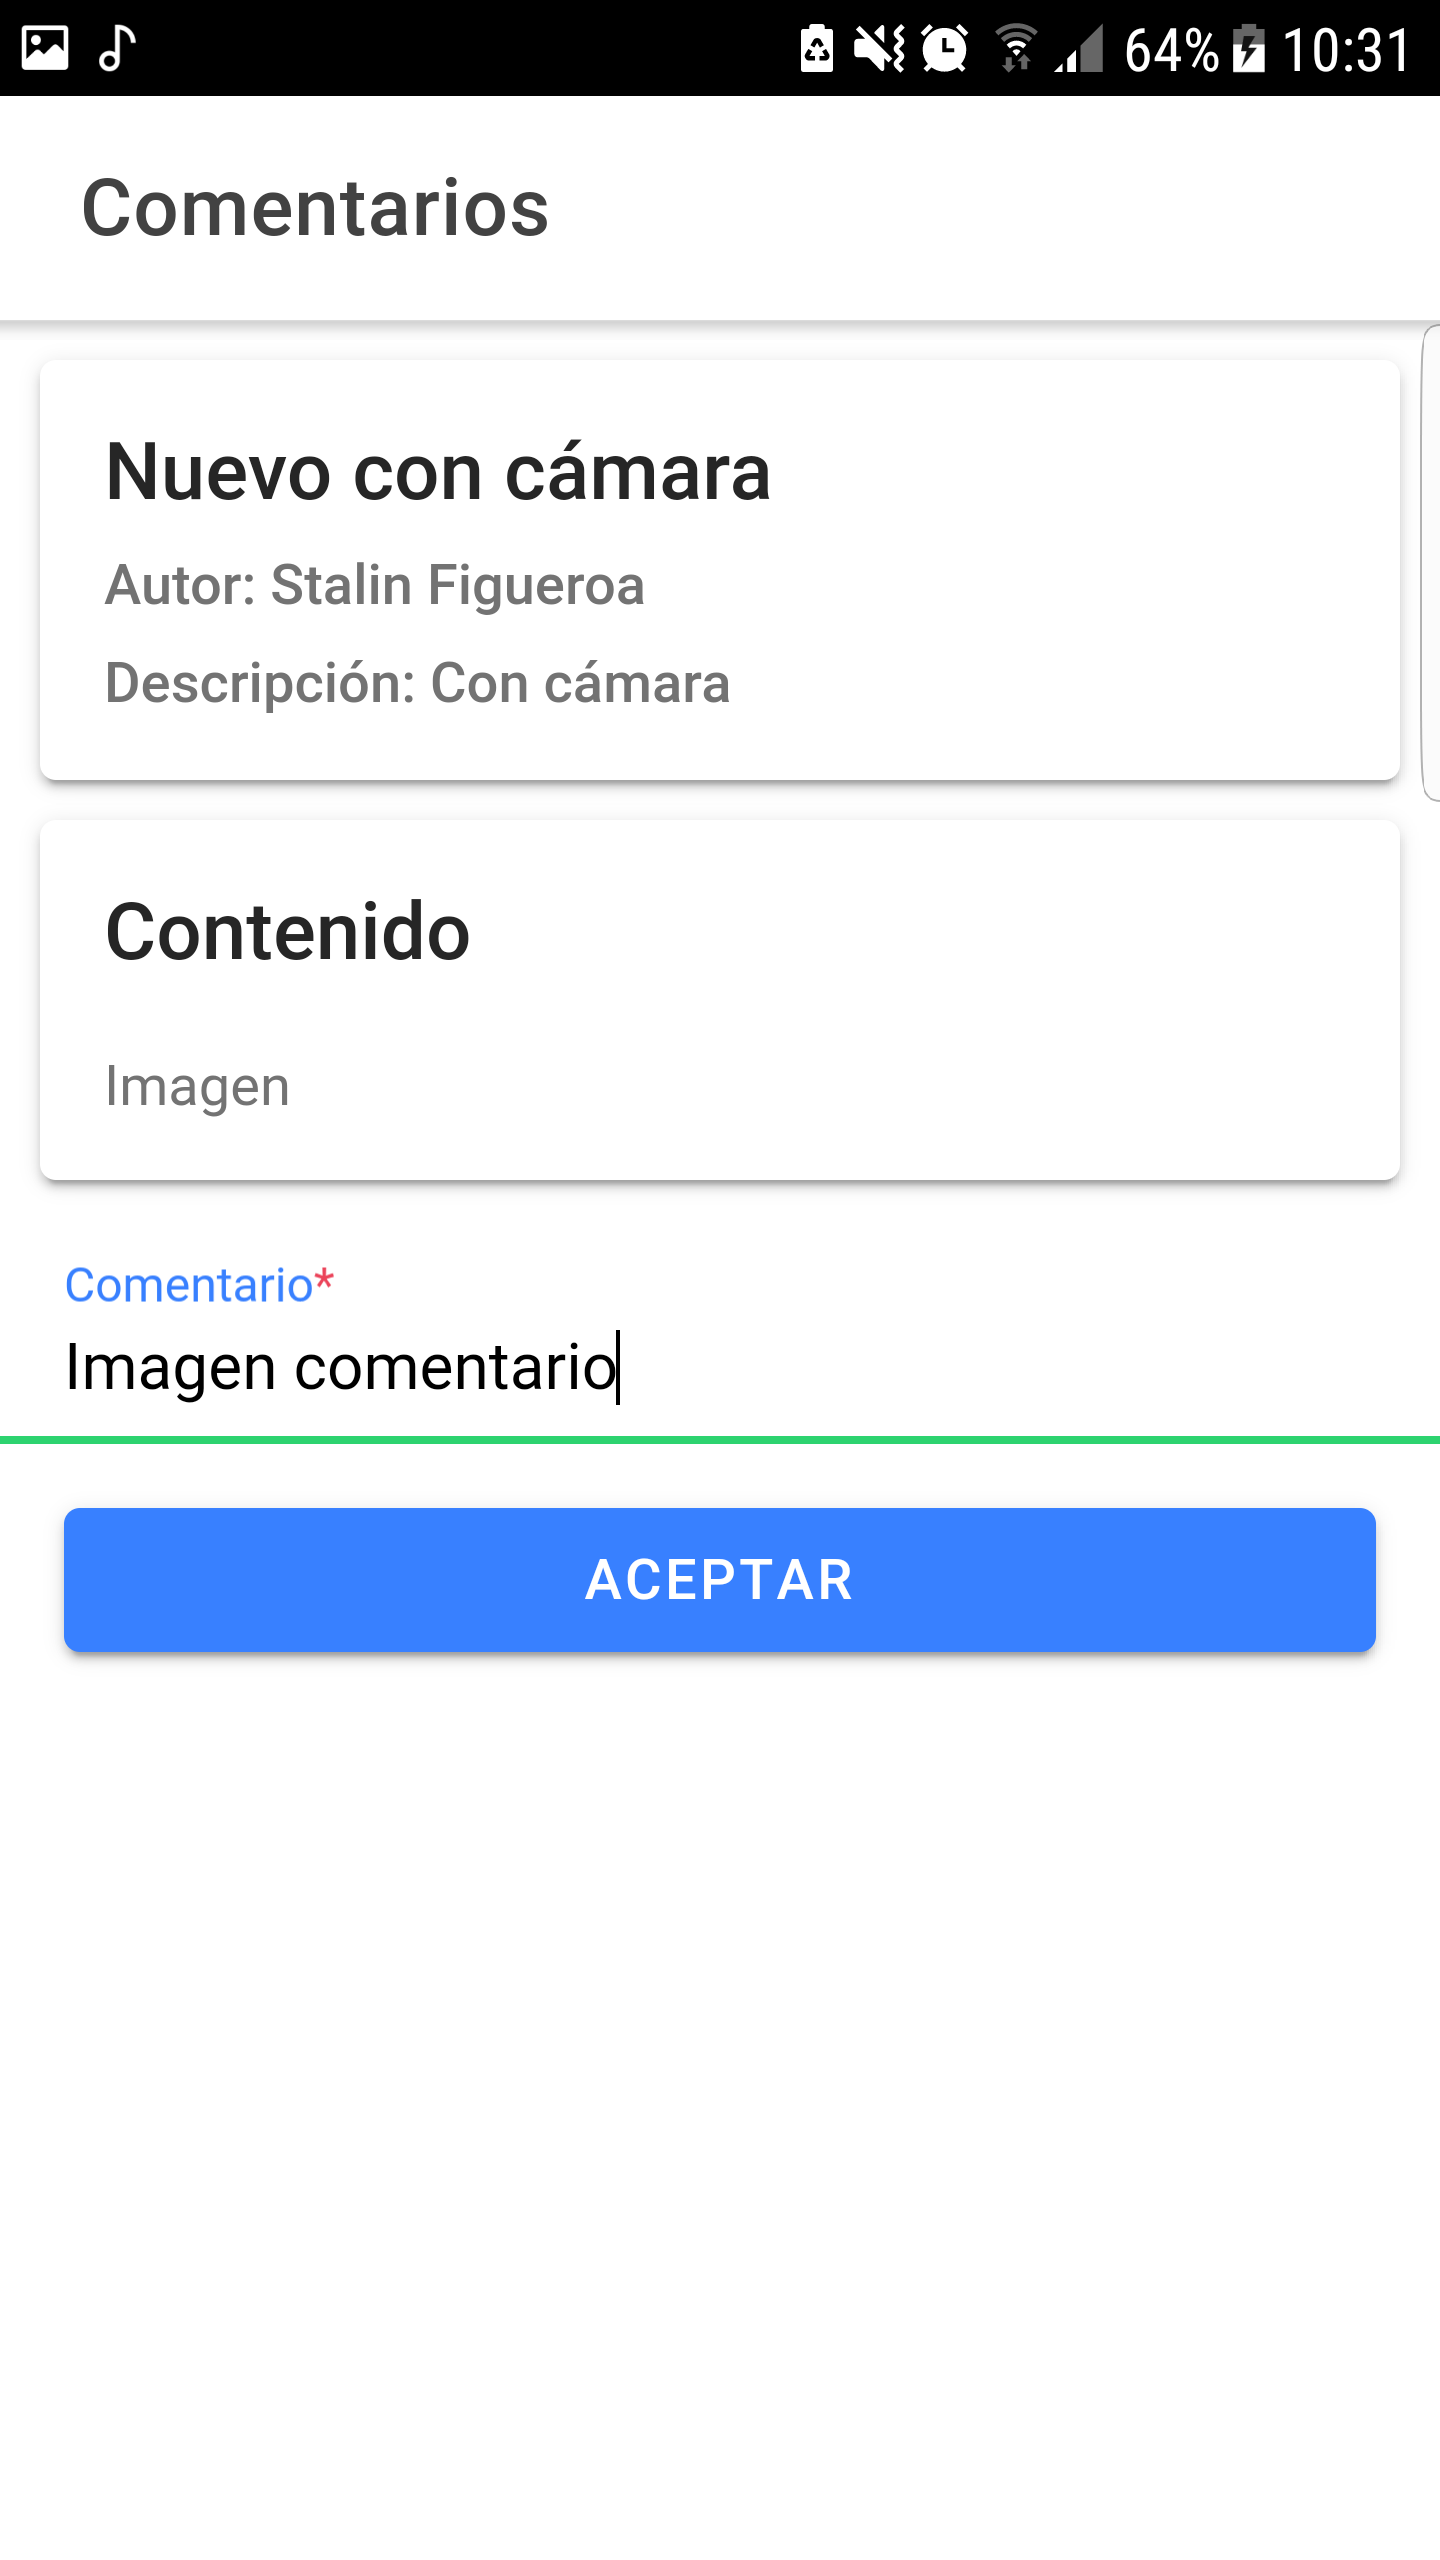 64% 10:31
Comentarios
Nuevo con cámara
Autor: Stalin Figueroa
Descripción: Con cámara
Contenido
Imagen
Comentario*
Imagen comentario
ACEPTAR